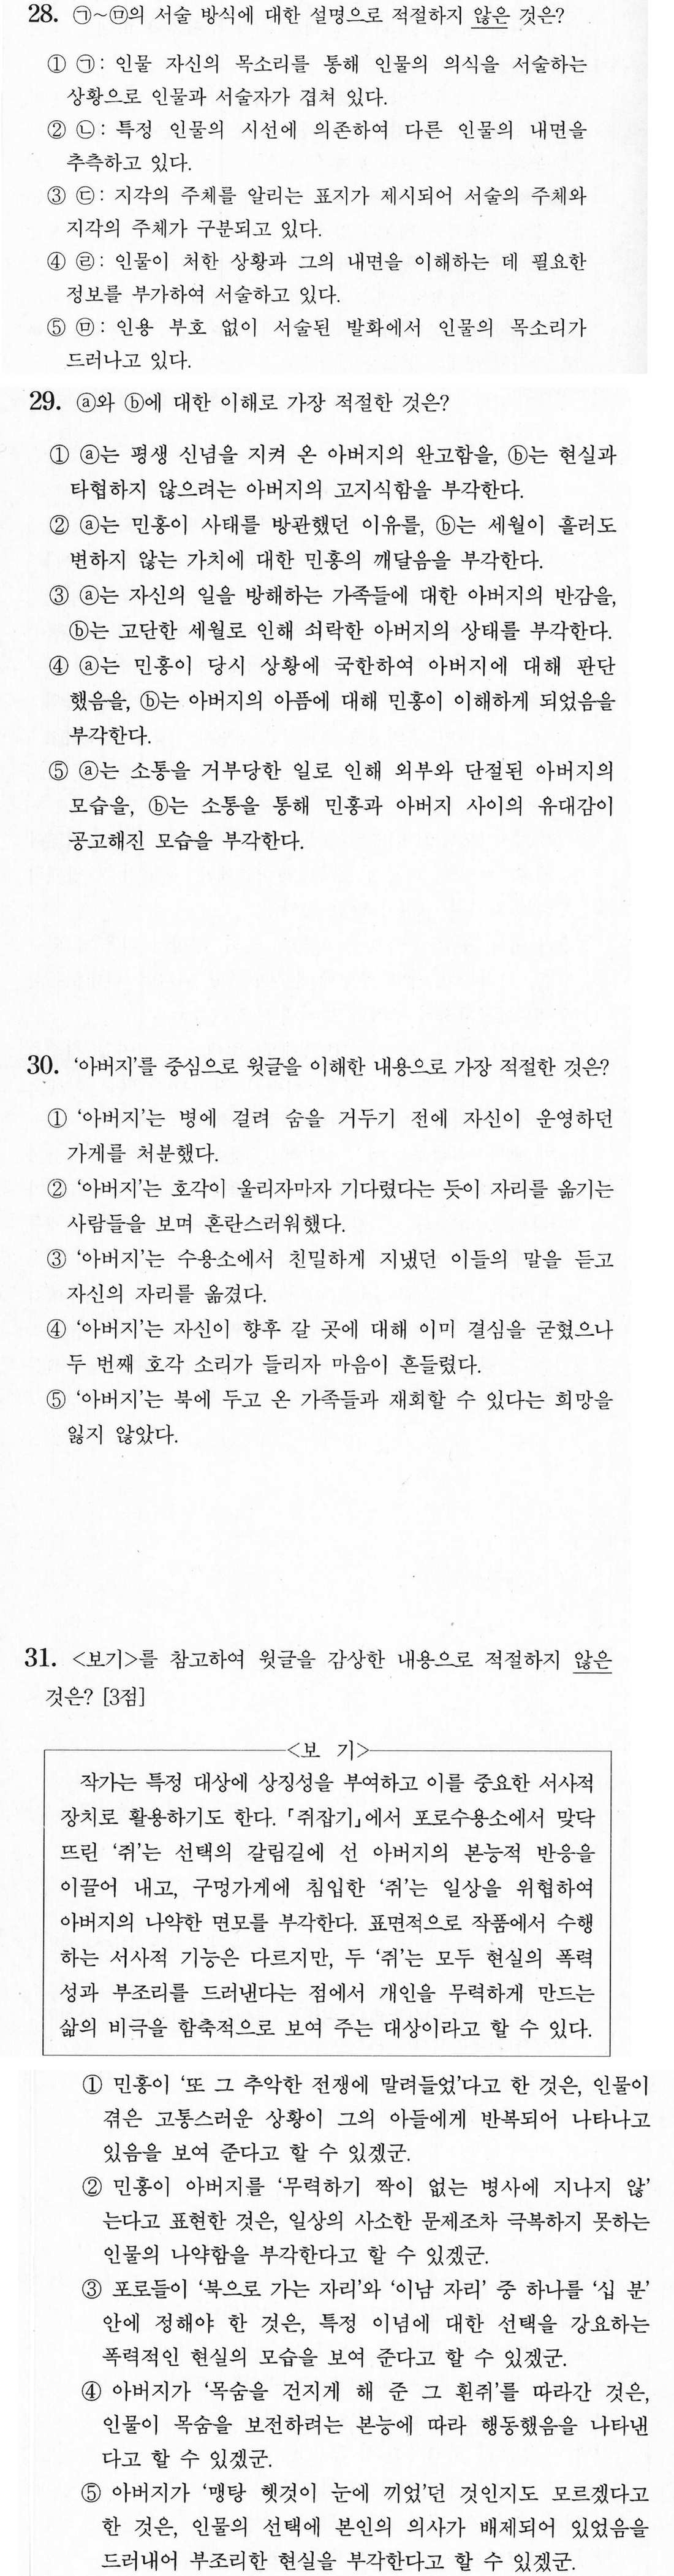 28. ㉠~㉤의 서술 방식에 대한 설명으로 적절하지 않은 것은?
① ㉠: 인물 자신의 목소리를 통해 인물의 의식을 서술하는
상황으로 인물과 서술자가 겹쳐 있다.
② ㉡: 특정 인물의 시선에 의존하여 다른 인물의 내면을
추측하고 있다.
③ ㉢: 지각의 주체를 알리는 표지가 제시되어 서술의 주체와
지각의 주체가 구분되고 있다.
④ ㉣: 인물이 처한 상황과 그의 내면을 이해하는 데 필요한
정보를 부가하여 서술하고 있다.
⑤ ㉤: 인용 부호 없이 서술된 발화에서 인물의 목소리가
드러나고 있다.
29. ⓐ와 ⓑ에 대한 이해로 가장 적절한 것은?
① ⓐ는 평생 신념을 지켜 온 아버지의 완고함을, ⓑ는 현실과
타협하지 않으려는 아버지의 고지식함을 부각한다.
② ⓐ는 민홍이 사태를 방관했던 이유를, ⓑ는 세월이 흘러도
변하지 않는 가치에 대한 민홍의 깨달음을 부각한다.
③ ⓐ는 자신의 일을 방해하는 가족들에 대한 아버지의 반감을,
ⓑ는 고단한 세월로 인해 쇠락한 아버지의 상태를 부각한다.
④ ⓐ는 민홍이 당시 상황에 국한하여 아버지에 대해 판단
했음을, ⓑ는 아버지의 아픔에 대해 민홍이 이해하게 되었음을
부각한다.
⑤ ⓐ는 소통을 거부당한 일로 인해 외부와 단절된 아버지의
모습을, ⓑ는 소통을 통해 민홍과 아버지 사이의 유대감이
공고해진 모습을 부각한다.
30. ‘아버지’를 중심으로 윗글을 이해한 내용으로 가장 적절한 것은?
① ‘아버지’는 병에 걸려 숨을 거두기 전에 자신이 운영하던
가게를 처분했다.
② ‘아버지’는 호각이 울리자마자 기다렸다는 듯이 자리를 옮기는
사람들을 보며 혼란스러워했다.
③ ‘아버지’는 수용소에서 친밀하게 지냈던 이들의 말을 듣고
자신의 자리를 옮겼다.
④ ‘아버지’는 자신이 향후 갈 곳에 대해 이미 결심을 굳혔으나
두 번째 호각 소리가 들리자 마음이 흔들렸다.
⑤ ‘아버지’는 북에 두고 온 가족들과 재회할 수 있다는 희망을
잃지 않았다.
31. <보기>를 참고하여 윗글을 감상한 내용으로 적절하지 않은
것은? [3점]
<보 기>
작가는 특정 대상에 상징성을 부여하고 이를 중요한 서사적
장치로 활용하기도 한다. 「쥐잡기」에서 포로수용소에서 맞닥
뜨린 ‘쥐’는 선택의 갈림길에 선 아버지의 본능적 반응을
이끌어 내고, 구멍가게에 침입한 ‘쥐’는 일상을 위협하여
아버지의 나약한 면모를 부각한다. 표면적으로 작품에서 수행
하는 서사적 기능은 다르지만, 두 ‘쥐’는 모두 현실의 폭력
성과 부조리를 드러낸다는 점에서 개인을 무력하게 만드는
삶의 비극을 함축적으로 보여 주는 대상이라고 할 수 있다.
① 민홍이 ‘또 그 추악한 전쟁에 말려들었’다고 한 것은, 인물이
겪은 고통스러운 상황이 그의 아들에게 반복되어 나타나고
있음을 보여 준다고 할 수 있겠군.
② 민홍이 아버지를 ‘무력하기 짝이 없는 병사에 지나지 않’
는다고 표현한 것은, 일상의 사소한 문제조차 극복하지 못하는
인물의 나약함을 부각한다고 할 수 있겠군.
③ 포로들이 ‘북으로 가는 자리’와 ‘이남 자리’ 중 하나를 ‘십 분’
안에 정해야 한 것은, 특정 이념에 대한 선택을 강요하는
폭력적인 현실의 모습을 보여 준다고 할 수 있겠군.
④ 아버지가 ‘목숨을 건지게 해 준 그 흰쥐’를 따라간 것은,
인물이 목숨을 보전하려는 본능에 따라 행동했음을 나타낸
다고 할 수 있겠군.
⑤ 아버지가 ‘맹탕 헷것이 눈에 끼었’던 것인지도 모르겠다고
한 것은, 인물의 선택에 본인의 의사가 배제되어 있었음을
드러내어 부조리한 현실을 부각한다고 할 수 있겠군.